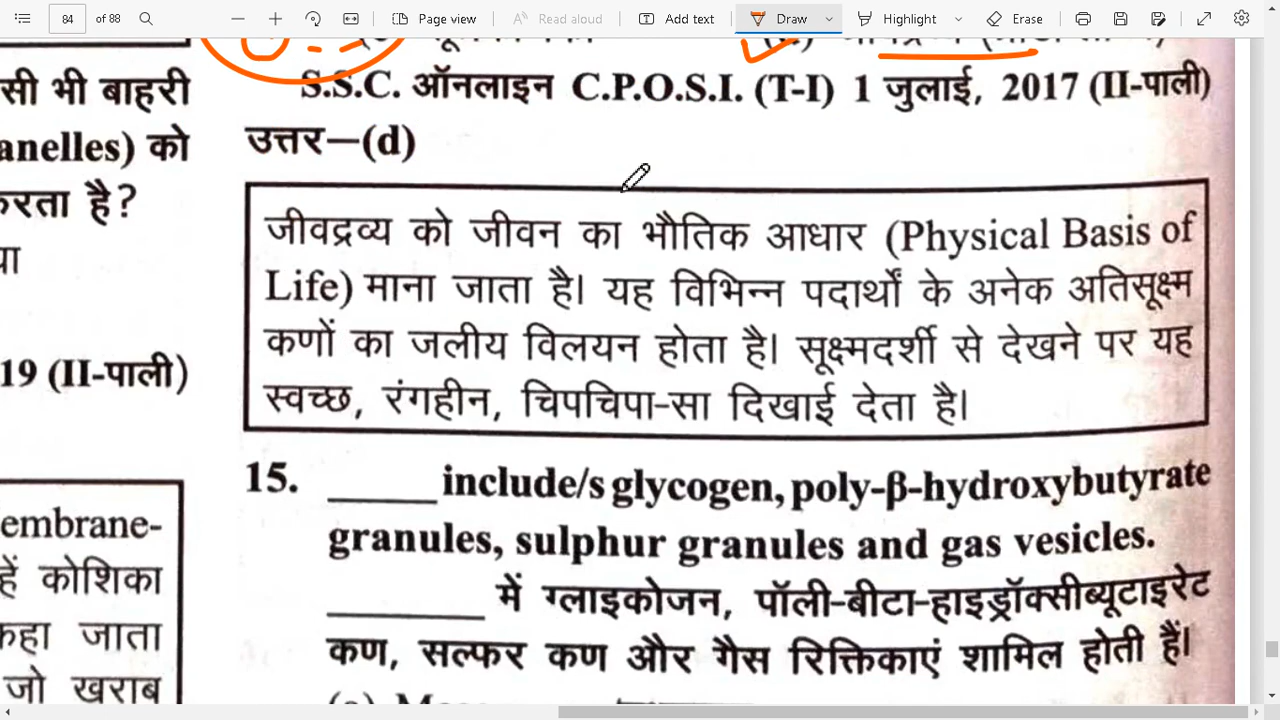 84 of 88 Page view Read aloud Add text Draw Highlight Erase
S.S.C. ऑनलाइन C.P.O.S.I. (T-I) 1 जुलाई, 2017 (II-पाली)
उत्तर–(d)
जीवद्रव्य को जीवन का भौतिक आधार (Physical Basis of
Life) माना जाता है। यह विभिन्न पदार्थों के अनेक अतिसूक्ष्म
कणों का जलीय विलयन होता है। सूक्ष्मदर्शी से देखने पर यह
स्वच्छ, रंगहीन, चिपचिपा-सा दिखाई देता है।
15. _____ include/s glycogen, poly-β-hydroxybutyrate
granules, sulphur granules and gas vesicles.
_______ में ग्लाइकोजन, पॉली-बीटा-हाइड्रॉक्सीब्यूटाइरेट
कण, सल्फर कण और गैस रिक्तिकाएं शामिल होती हैं।
सी भी बाहरी
anelles) को
करता है?
19 (II-पाली)
embrane-
हें कोशिका
कहा जाता
जो खराब